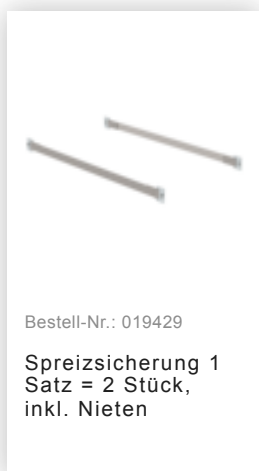 Bestell-Nr.: 019429
Spreizsicherung 1
Satz = 2 Stück,
inkl. Nieten